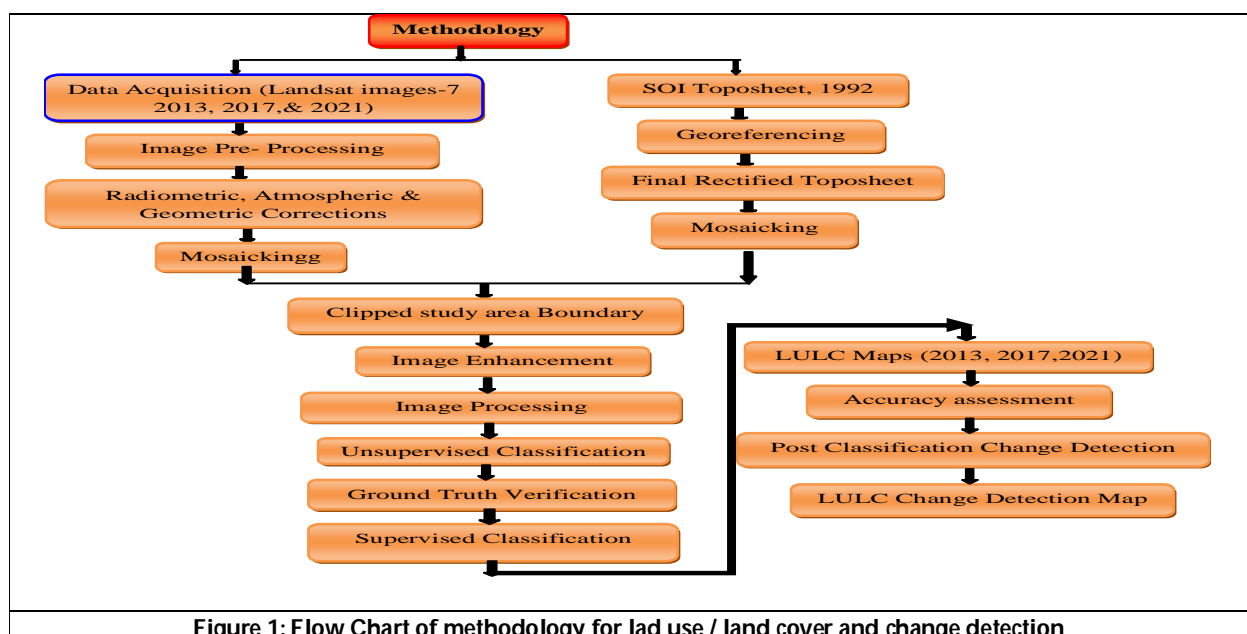 Methodology
Data Acquisition (Landsat images-7
2013, 2017,& 2021)
Image Pre- Processing
Radiometric, Atmospheric &
Geometric Corrections
Mosaickingg
SOI Toposheet, 1992
Georeferencing
Final Rectified Toposheet
Mosaicking
Clipped study area Boundary
Image Enhancement
Image Processing
Unsupervised Classification
Ground Truth Verification
Supervised Classification
LULC Maps (2013, 2017,2021)
Accuracy assessment
Post Classification Change Detection
LULC Change Detection Map
Figure 1: Flow Chart of methodology for lad use / land cover and change detection